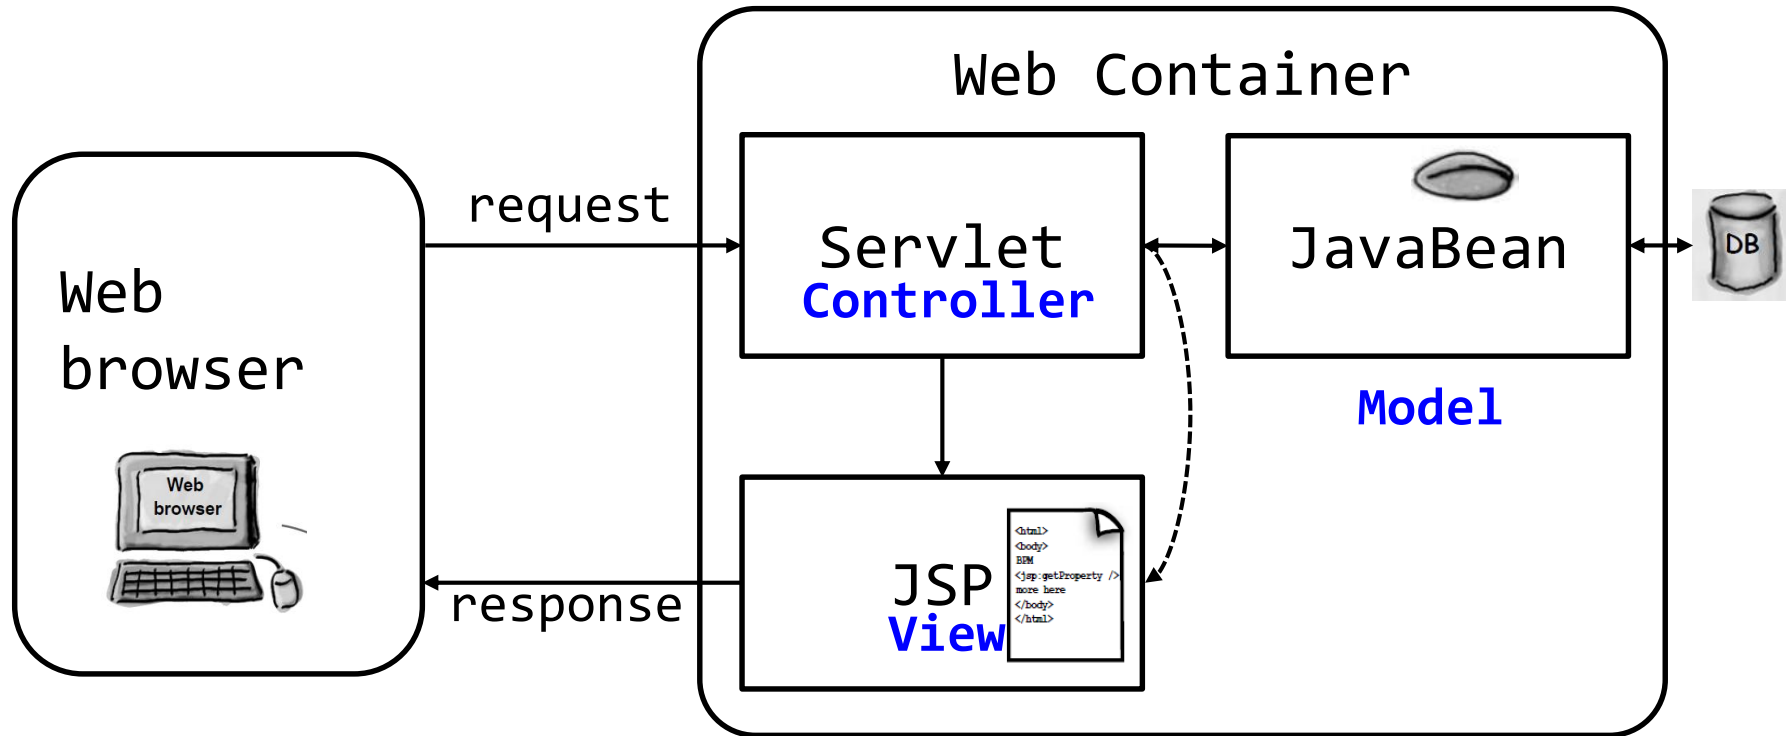 Web Container
Web
browser
request
Servlet
Controller
JavaBean
DB
Model
Web
browser
response
JSP
View
<html>
<body>
BPM
<jsp:getProperty />
more here
</body>
</html>